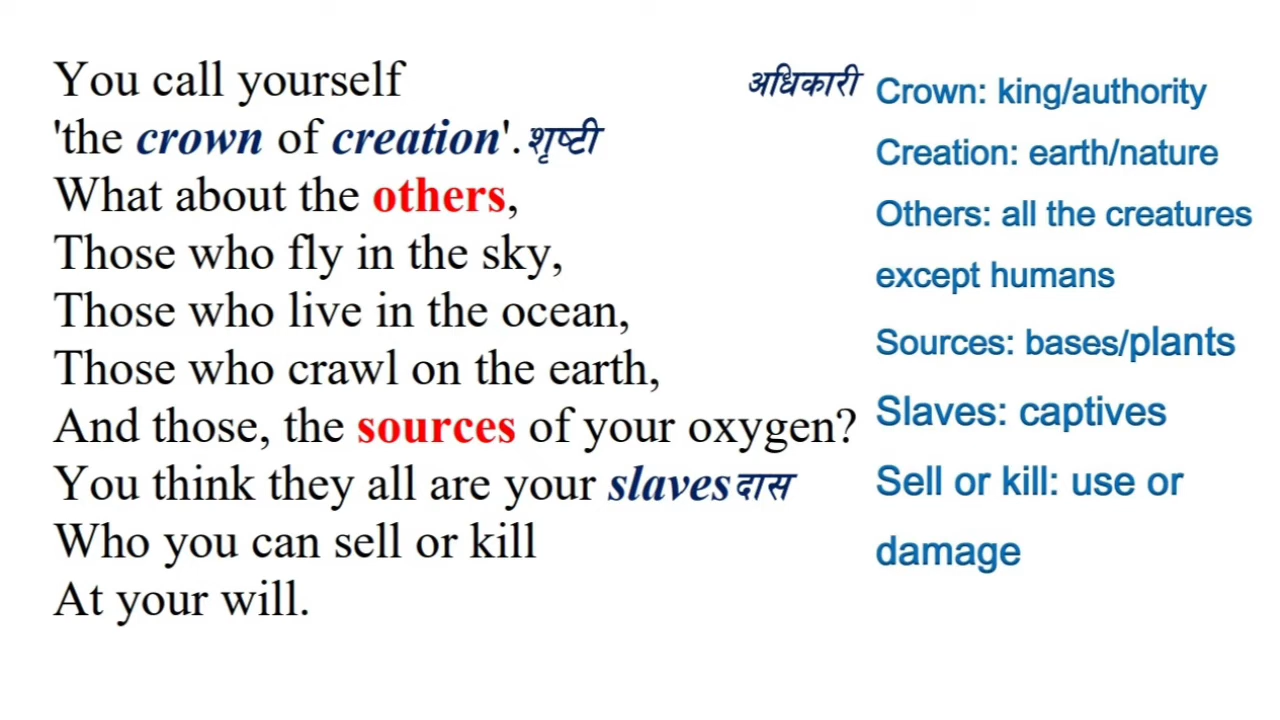 You call yourself
'the crown of creation'. शृष्टी
What about the others,
Those who fly in the sky,
Those who live in the ocean,
Those who crawl on the earth,
And those, the sources of your oxygen?
You think they all are your slaves दास
Who you can sell or kill
At your will.
अधिकारी Crown: king/authority
Creation: earth/nature
Others: all the creatures
except humans
Sources: bases/plants
Slaves: captives
Sell or kill: use or
damage